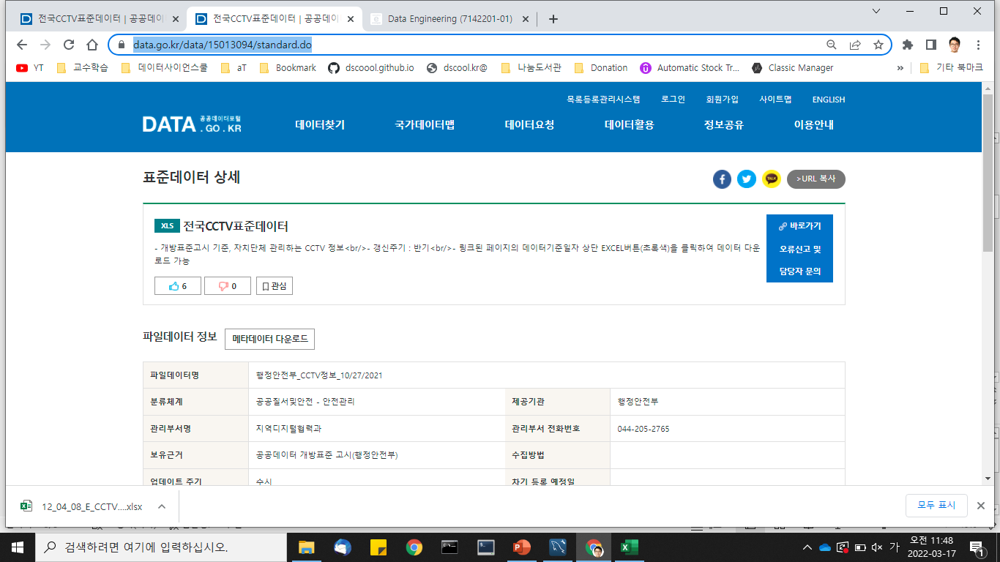 전국CCTV표준데이터 | 공공데이
전국CCTV표준데이터 | 공공데이
Data Engineering (7142201-01)
data.go.kr/data/15013094/standard.do
YT
교수학습
데이터사이언스쿨
aT
Bookmark
dscoool.github.io
dscool.kr@
나눔도서관
Donation
Automatic Stock Tr...
Classic Manager
»
기타 북마크
목록등록관리시스템
로그인
회원가입
사이트맵
ENGLISH
DATA 공공데이터포털 .GO.KR
데이터찾기
국가데이터맵
데이터요청
데이터활용
정보공유
이용안내
표준데이터 상세
TALK
>URL 복사
XLS 전국CCTV표준데이터
- 개방표준고시 기준, 자치단체 관리하는 CCTV 정보<br/>- 갱신주기 : 반기<br/>- 링크된 페이지의 데이터기준일자 상단 EXCEL버튼(초록색)을 클릭하여 데이터 다운
로드 가능
바로가기
오류신고 및
담당자 문의
6
0
관심
파일데이터 정보
메타데이터 다운로드
파일데이터명
행정안전부_CCTV정보_10/27/2021
분류체계
공공질서및안전 - 안전관리
제공기관
행정안전부
관리부서명
지역디지털협력과
관리부서 전화번호
044-205-2765
보유근거
공공데이터 개방표준 고시(행정안전부)
수집방법
업데이트 주기
수시
차기 등록 예정일
12_04_08_E_CCTV....xlsx
모두 표시
검색하려면 여기에 입력하십시오.
가
오전 11:48
2022-03-17
1